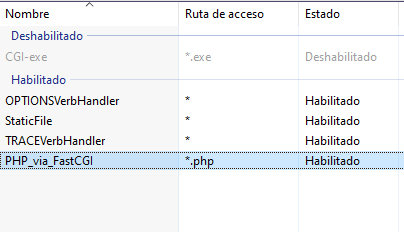 Nombre Ruta de acceso Estado
Deshabilitado
CGI-exe *.exe Deshabilitado
Habilitado
OPTIONSVerbHandler * Habilitado
StaticFile * Habilitado
TRACEVerbHandler * Habilitado
PHP_via_FastCGI *.php Habilitado